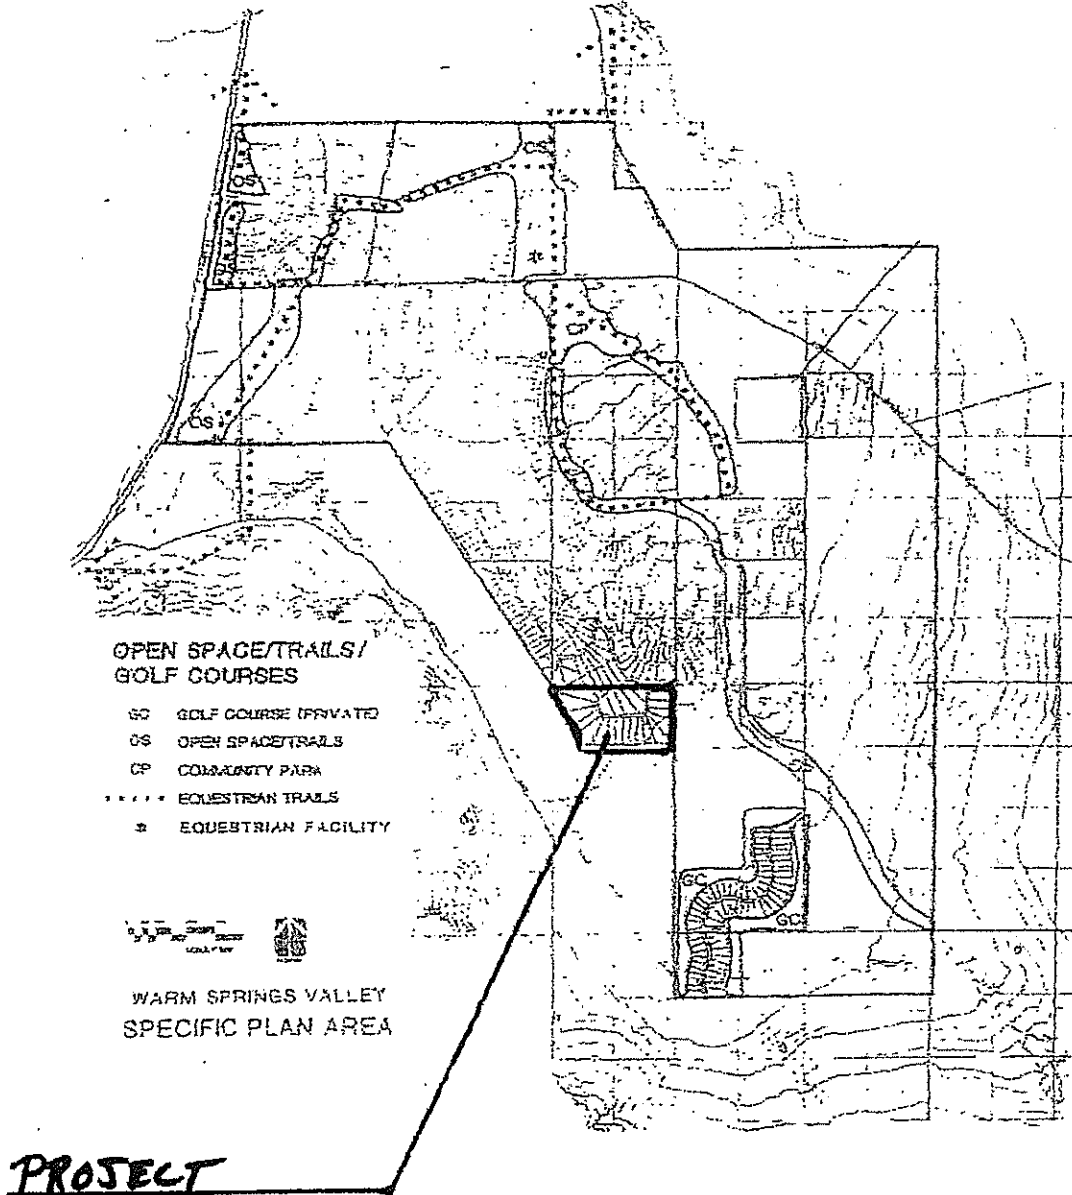 OS
OS
OS
CP
OPEN SPACE/TRAILS/
GOLF COURSES
GC GOLF COURSE (PRIVATE)
OS OPEN SPACE/TRAILS
CP COMMUNITY PARK
EQUESTRIAN TRAILS
* EQUESTRIAN FACILITY
GC
GC
WARM SPRINGS VALLEY
SPECIFIC PLAN AREA
PROJECT